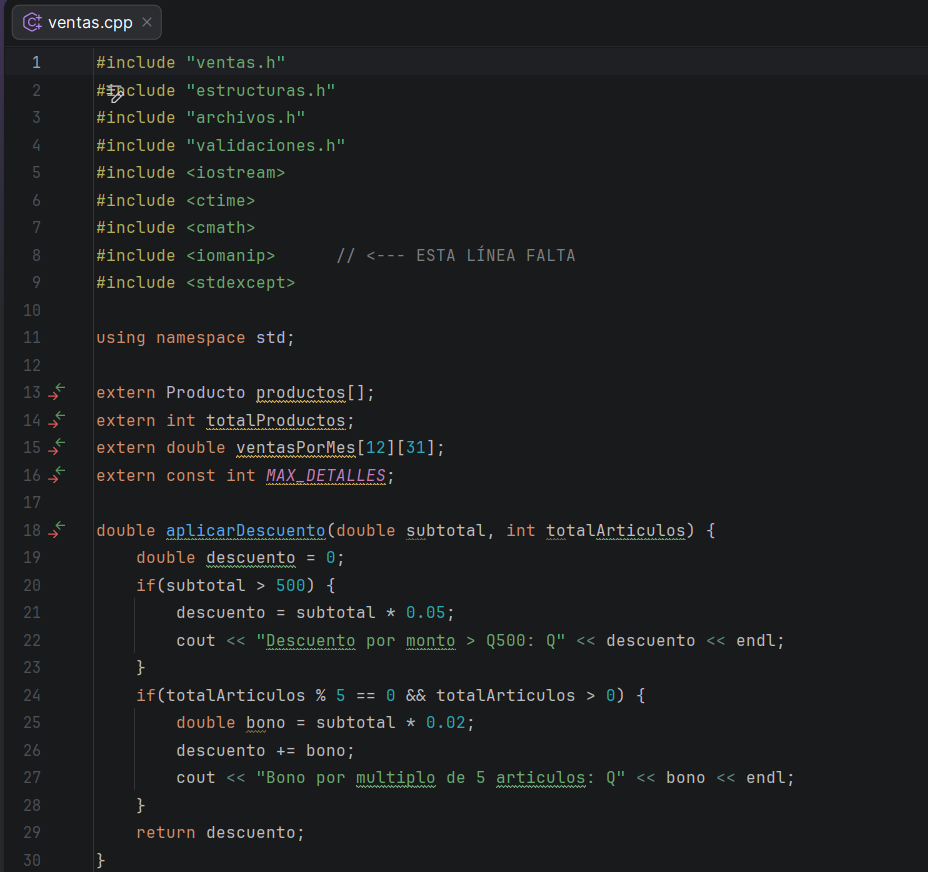 ventas.cpp
1 #include "ventas.h"
2 #include "estructuras.h"
3 #include "archivos.h"
4 #include "validaciones.h"
5 #include <iostream>
6 #include <ctime>
7 #include <cmath>
8 #include <iomanip>      // <--- ESTA LÍNEA FALTA
9 #include <stdexcept>
10
11 using namespace std;
12
13 extern Producto productos[];
14 extern int totalProductos;
15 extern double ventasPorMes[12][31];
16 extern const int MAX_DETALLES;
17
18 double aplicarDescuento(double subtotal, int totalArticulos) {
19     double descuento = 0;
20     if(subtotal > 500) {
21         descuento = subtotal * 0.05;
22         cout << "Descuento por monto > Q500: Q" << descuento << endl;
23     }
24     if(totalArticulos % 5 == 0 && totalArticulos > 0) {
25         double bono = subtotal * 0.02;
26         descuento += bono;
27         cout << "Bono por multiplo de 5 articulos: Q" << bono << endl;
28     }
29     return descuento;
30 }